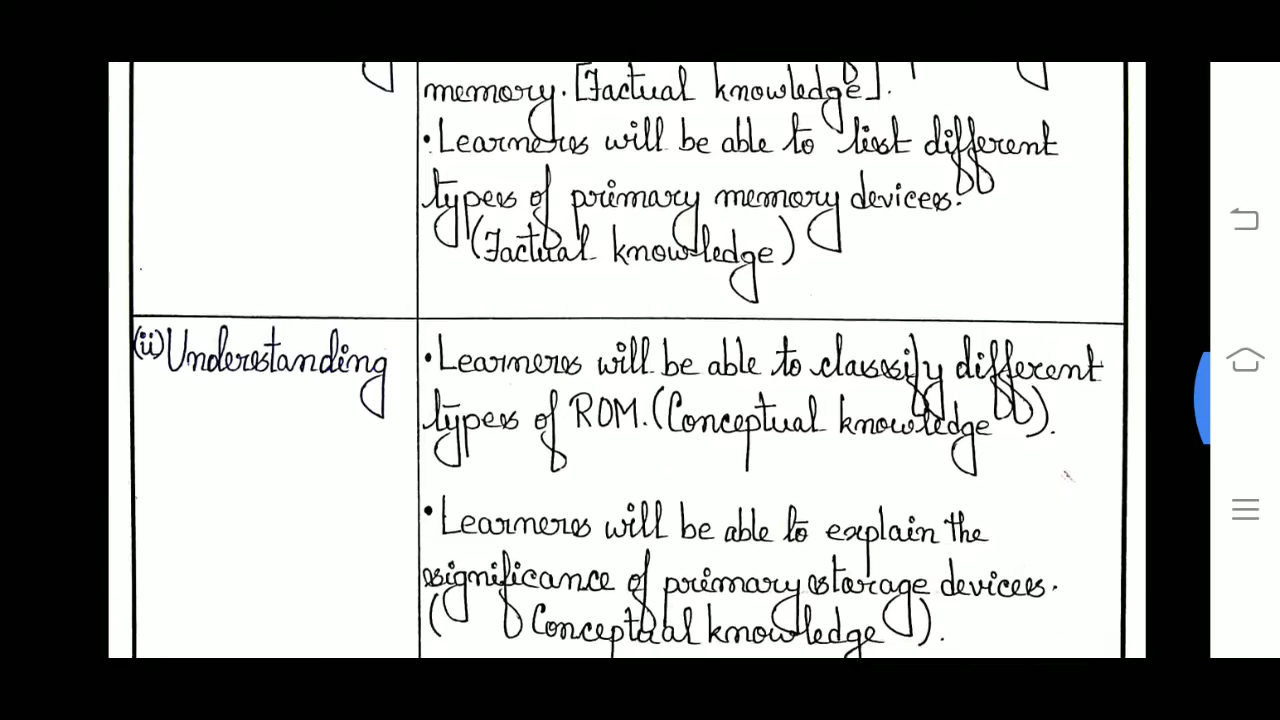 memory. [Factual knowledge].
• Learners will be able to list different
types of primary memory devices.
(Factual knowledge)
(ii) Understanding
• Learners will be able to classify different
types of ROM. (Conceptual knowledge).
• Learners will be able to explain the
significance of primary storage devices.
(Conceptual knowledge).